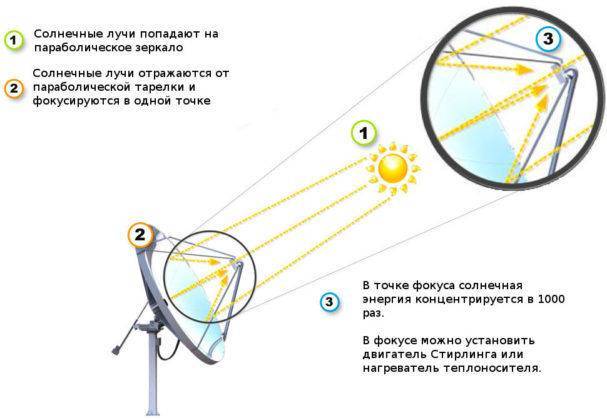 1 Солнечные лучи попадают на
параболическое зеркало
2 Солнечные лучи отражаются от
параболической тарелки и
фокусируются в одной точке
3
1
2
3 В точке фокуса солнечная
энергия концентрируется в 1000
раз.
В фокусе можно установить
двигатель Стирлинга или
нагреватель теплоносителя.